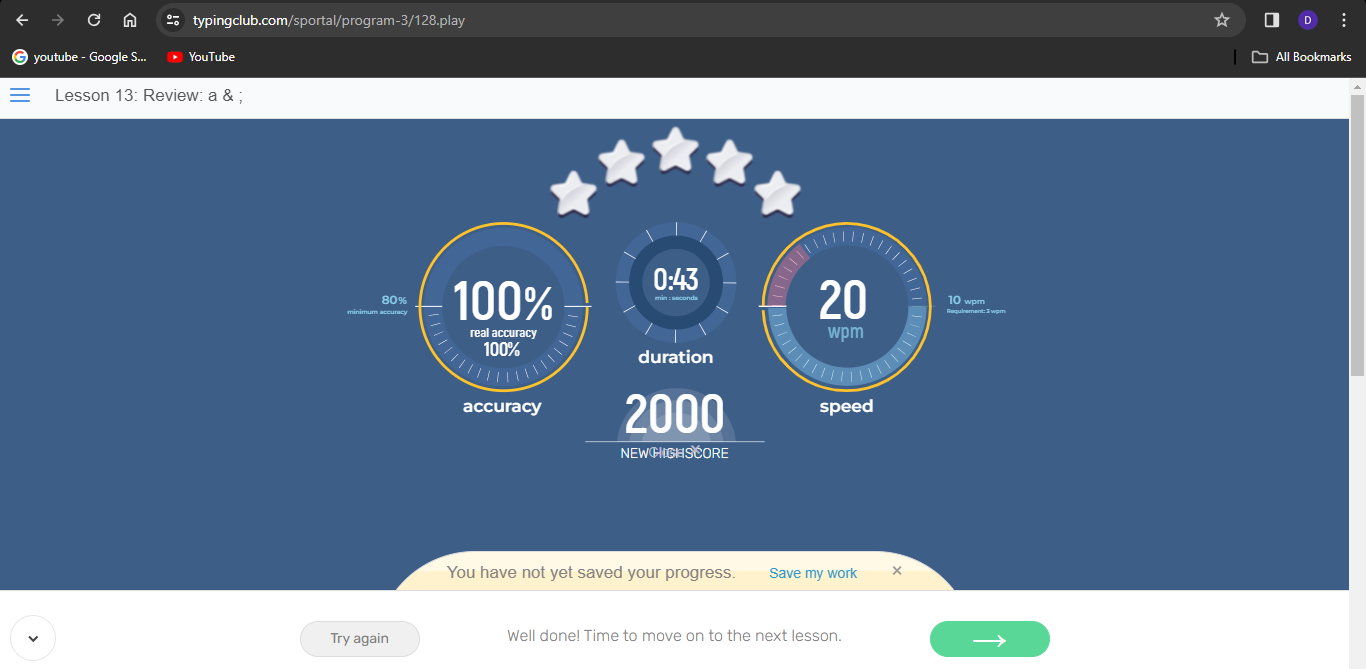 typingclub.com/sportal/program-3/128.play
D
youtube - Google S...
YouTube
All Bookmarks
Lesson 13: Review: a & ;
100%
real accuracy
100%
80%
minimum accuracy
accuracy
0:43
min : seconds
duration
20
wpm
10 wpm
Requirement: 3 wpm
speed
2000
NEW HIGHSCORE
You have not yet saved your progress. Save my work ×
Try again
Well done! Time to move on to the next lesson.